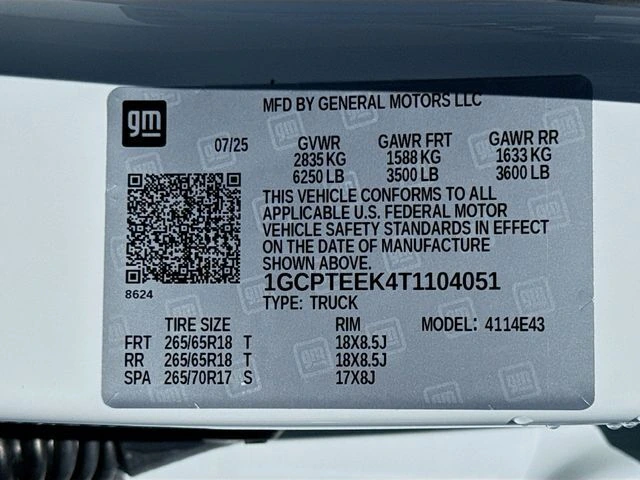 gm
MFD BY GENERAL MOTORS LLC
07/25
GVWR GAWR FRT GAWR RR
2835 KG 1588 KG 1633 KG
6250 LB 3500 LB 3600 LB
THIS VEHICLE CONFORMS TO ALL
APPLICABLE U.S. FEDERAL MOTOR
VEHICLE SAFETY STANDARDS IN EFFECT
ON THE DATE OF MANUFACTURE
SHOWN ABOVE.
8624
1GCPTEEK4T1104051
TYPE: TRUCK
TIRE SIZE RIM MODEL: 4114E43
FRT 265/65R18 T 18X8.5J
RR 265/65R18 T 18X8.5J
SPA 265/70R17 S 17X8J